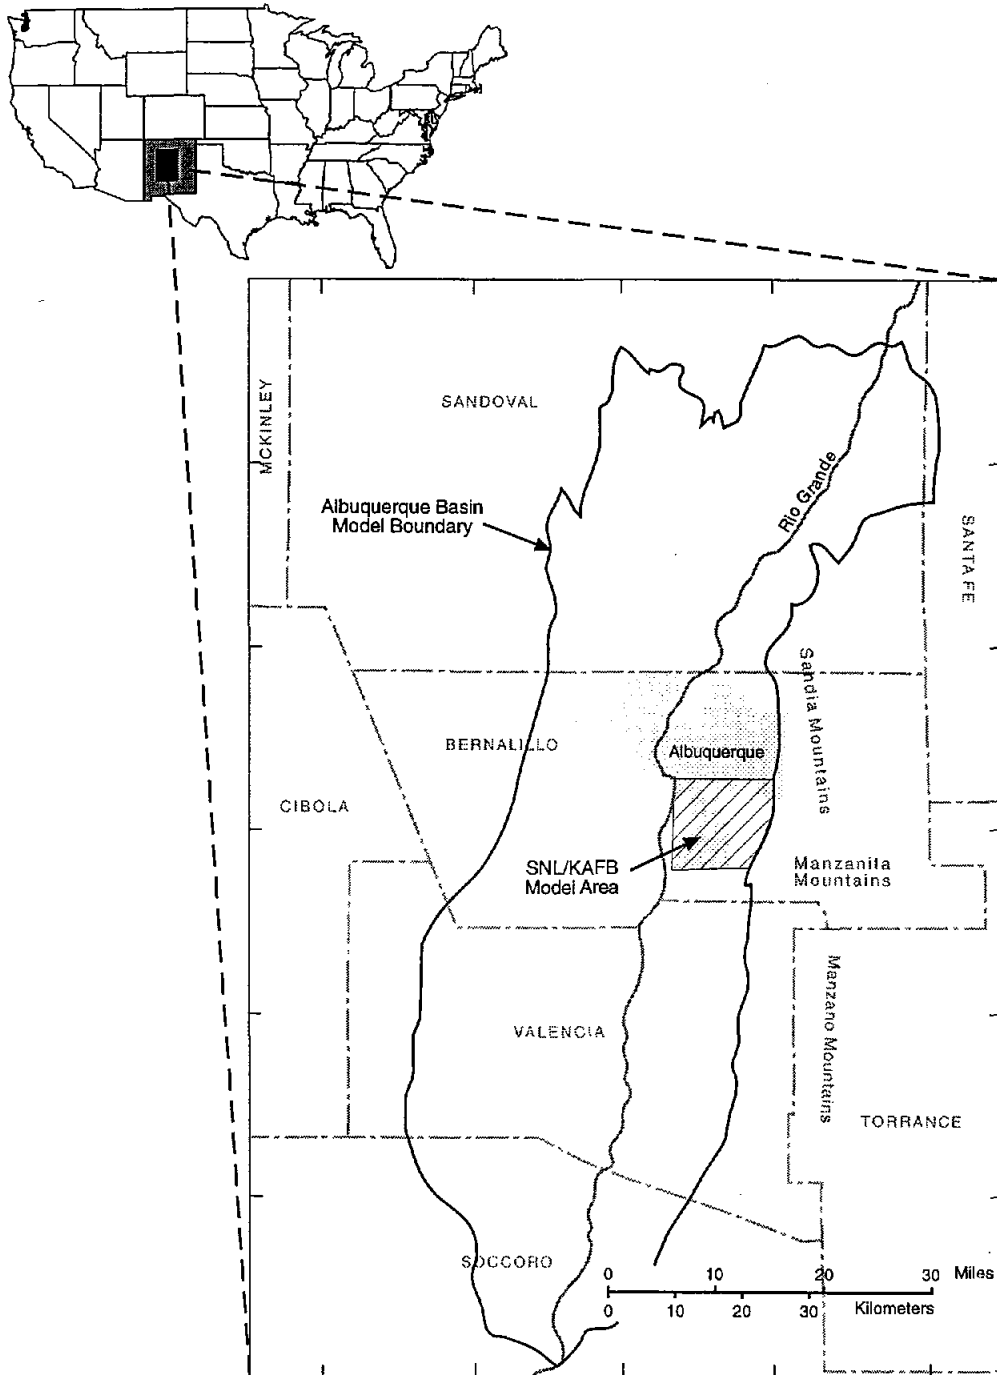 SANDOVAL
MCKINLEY
Albuquerque Basin
Model Boundary
Rio Grande
SANTA FE
Sandia Mountains
BERNALILLO
Albuquerque
CIBOLA
SNL/KAFB
Model Area
Manzanita
Mountains
Manzano Mountains
VALENCIA
TORRANCE
SOCCORO
0 10 20 30 Miles
0 10 20 30 Kilometers